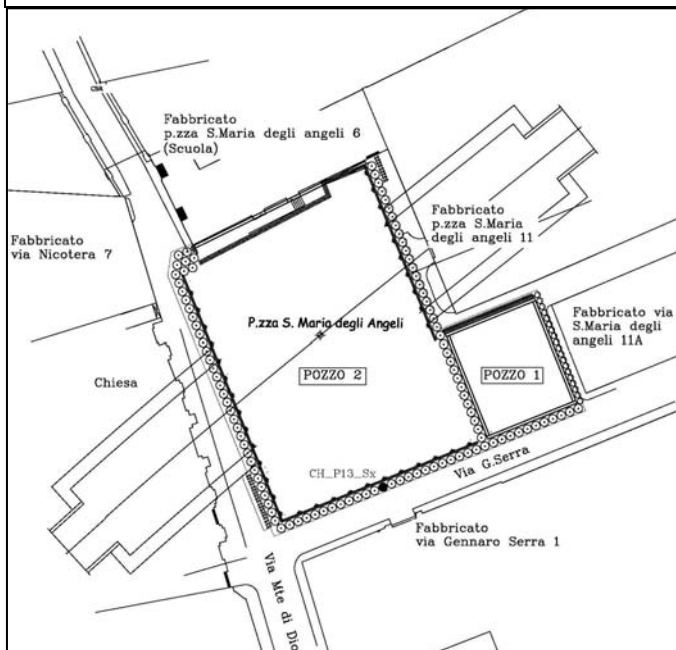 Fabbricato
p.zza S.Maria degli angeli 6
(Scuola)
Fabbricato
via Nicotera 7
Fabbricato
p.zza S.Maria
degli angeli 11
P.zza S. Maria degli Angeli
Fabbricato via
S.Maria degli
angeli 11A
POZZO 2
POZZO 1
Chiesa
CH_P13_Sx
Via G.Serra
Fabbricato
via Gennaro Serra 1
Via Mte di Dio